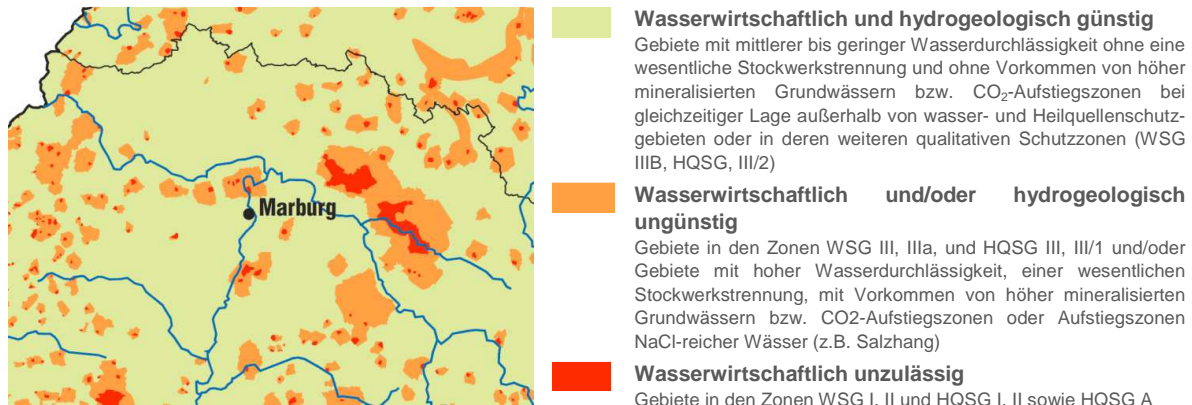 Marburg
Wasserwirtschaftlich und hydrogeologisch günstig
Gebiete mit mittlerer bis geringer Wasserdurchlässigkeit ohne eine
wesentliche Stockwerkstrennung und ohne Vorkommen von höher
mineralisierten Grundwässern bzw. CO₂-Aufstiegszonen bei
gleichzeitiger Lage außerhalb von wasser- und Heilquellenschutz-
gebieten oder in deren weiteren qualitativen Schutzzonen (WSG
IIIB, HQSG, III/2)
Wasserwirtschaftlich und/oder hydrogeologisch
ungünstig
Gebiete in den Zonen WSG III, IIIa, und HQSG III, III/1 und/oder
Gebiete mit hoher Wasserdurchlässigkeit, einer wesentlichen
Stockwerkstrennung, mit Vorkommen von höher mineralisierten
Grundwässern bzw. CO2-Aufstiegszonen oder Aufstiegszonen
NaCl-reicher Wässer (z.B. Salzhang)
Wasserwirtschaftlich unzulässig
Gebiete in den Zonen WSG I, II und HQSG I, II sowie HQSG A